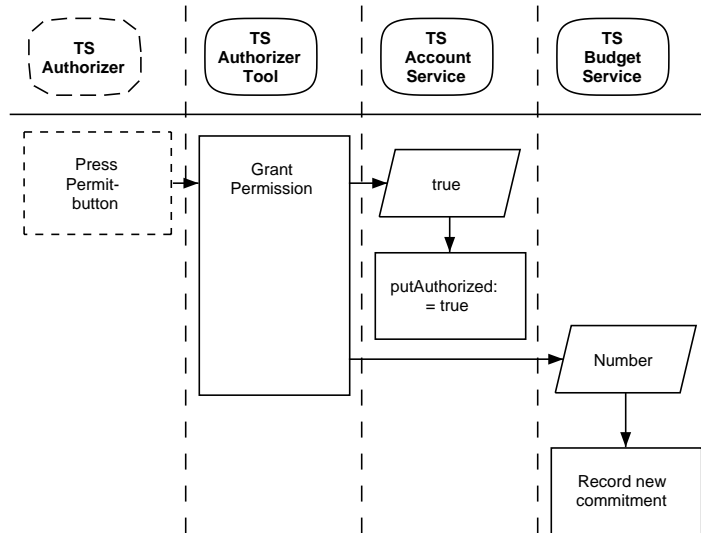 TS
Authorizer
TS
Authorizer
Tool
TS
Account
Service
TS
Budget
Service
Press
Permit-
button
Grant
Permission
true
putAuthorized:
= true
Number
Record new
commitment